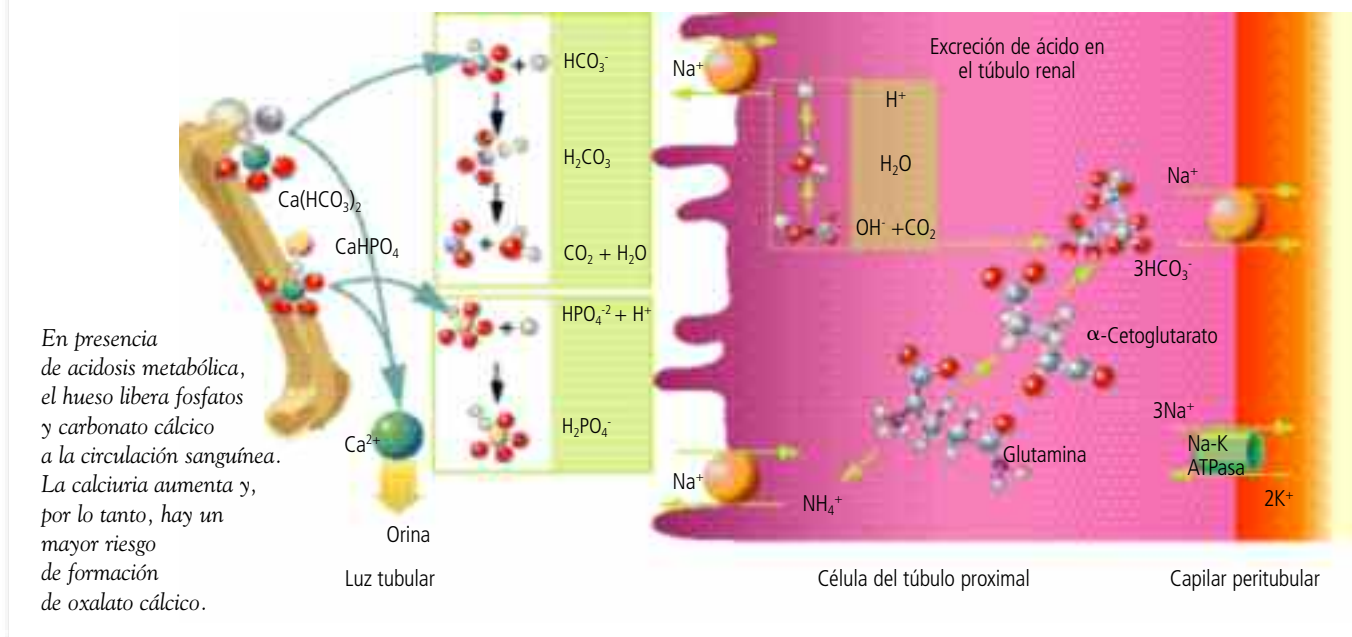 Excreción de ácido en
el túbulo renal
HCO₃⁻
H₂CO₃
CO₂ + H₂O
HPO₄⁻² + H⁺
H₂PO₄⁻
Ca(HCO₃)₂
CaHPO₄
Ca²⁺
Orina
Luz tubular
En presencia
de acidosis metabólica,
el hueso libera fosfatos
y carbonato cálcico
a la circulación sanguínea.
La calciuria aumenta y,
por lo tanto, hay un
mayor riesgo
de formación
de oxalato cálcico.
Na⁺
H⁺
H₂O
OH⁻ +CO₂
Na⁺
3HCO₃⁻
α-Cetoglutarato
Glutamina
NH₄⁺
Na⁺
3Na⁺
Na-K
ATPasa
2K⁺
Célula del túbulo proximal
Capilar peritubular